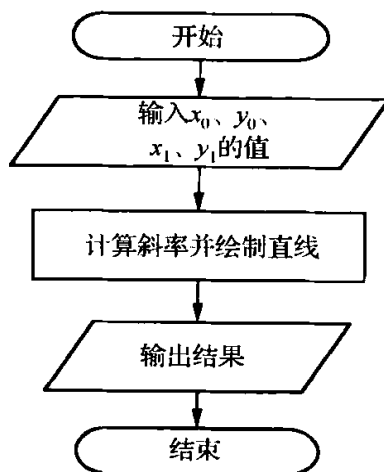 开始
输入x₀、y₀、
x₁、y₁的值
计算斜率并绘制直线
输出结果
结束